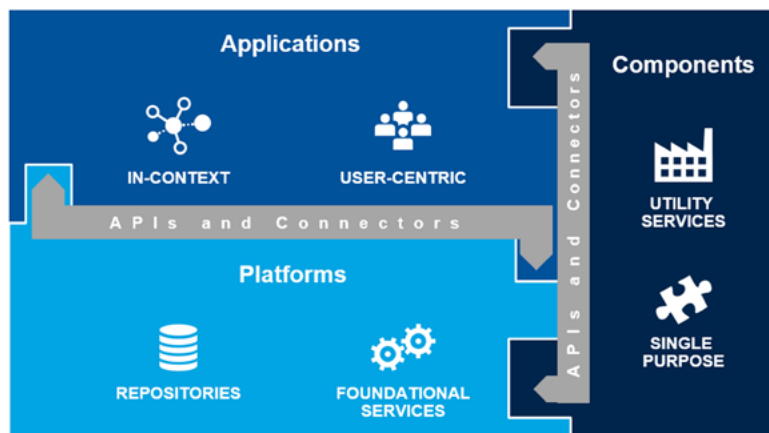 Applications
IN-CONTEXT
USER-CENTRIC
APIs and Connectors
Platforms
REPOSITORIES
FOUNDATIONAL
SERVICES
APIs and Connectors
Components
UTILITY
SERVICES
SINGLE
PURPOSE